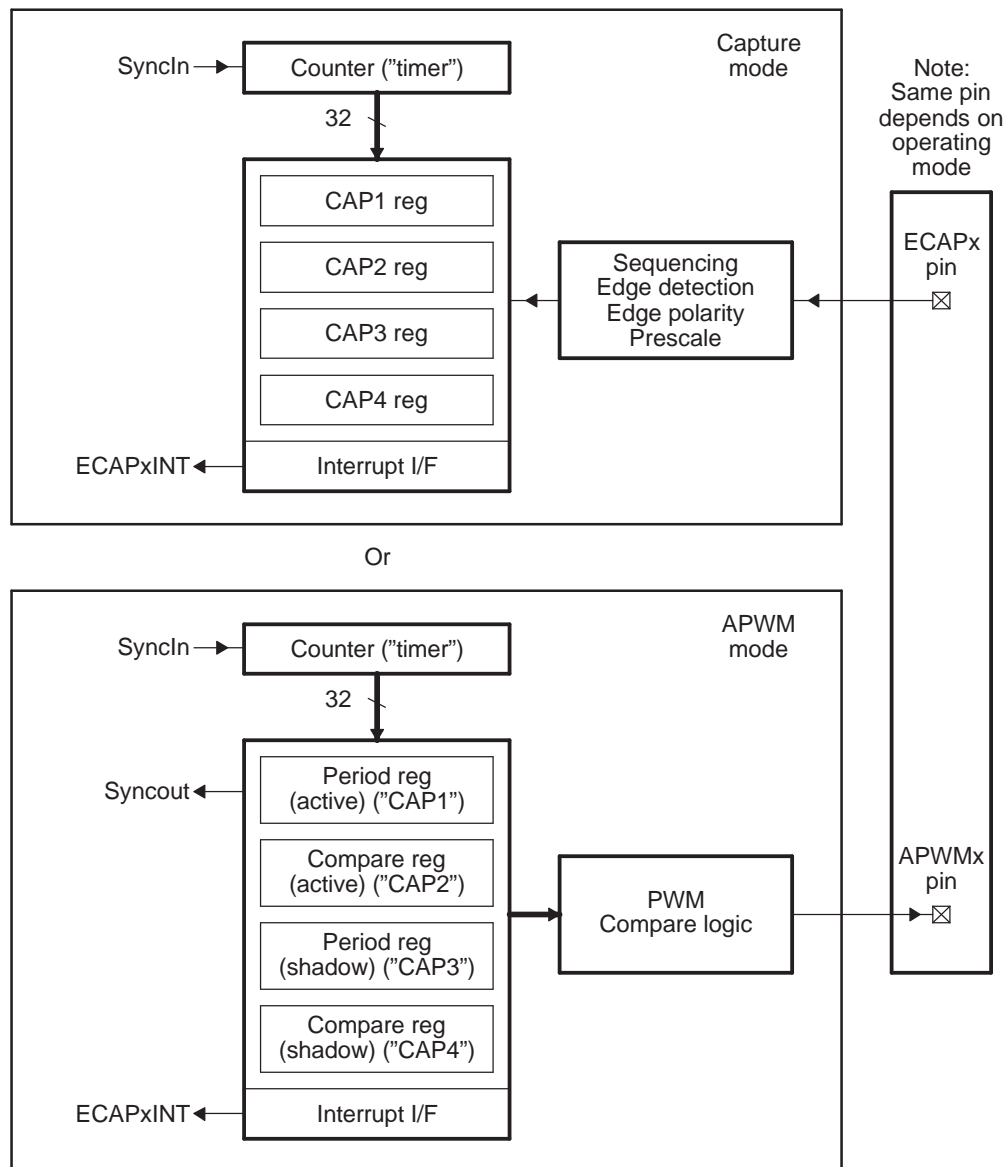 Capture
mode
SyncIn
Counter (”timer”)
32
CAP1 reg
CAP2 reg
CAP3 reg
CAP4 reg
Interrupt I/F
ECAPxINT
Sequencing
Edge detection
Edge polarity
Prescale
Note:
Same pin
depends on
operating
mode
ECAPx
pin
Or
APWM
mode
SyncIn
Counter (”timer”)
32
Syncout
Period reg
(active) (”CAP1”)
Compare reg
(active) (”CAP2”)
Period reg
(shadow) (”CAP3”)
Compare reg
(shadow) (”CAP4”)
Interrupt I/F
ECAPxINT
PWM
Compare logic
APWMx
pin